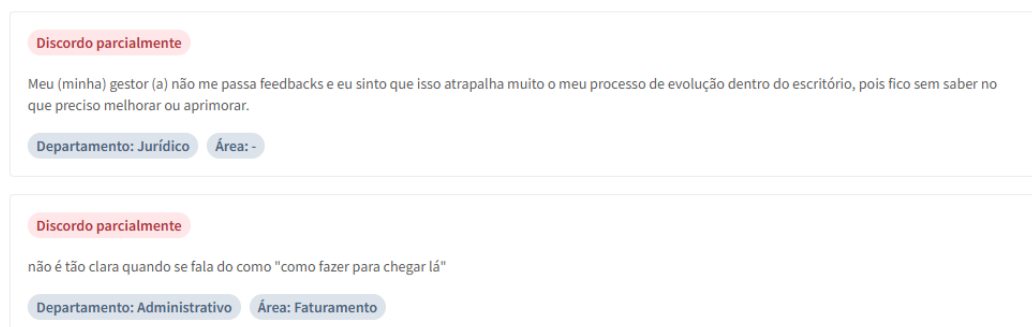 Discordo parcialmente
Meu (minha) gestor (a) não me passa feedbacks e eu sinto que isso atrapalha muito o meu processo de evolução dentro do escritório, pois fico sem saber no
que preciso melhorar ou aprimorar.
Departamento: Jurídico Área: -
Discordo parcialmente
não é tão clara quando se fala do como "como fazer para chegar lá"
Departamento: Administrativo Área: Faturamento